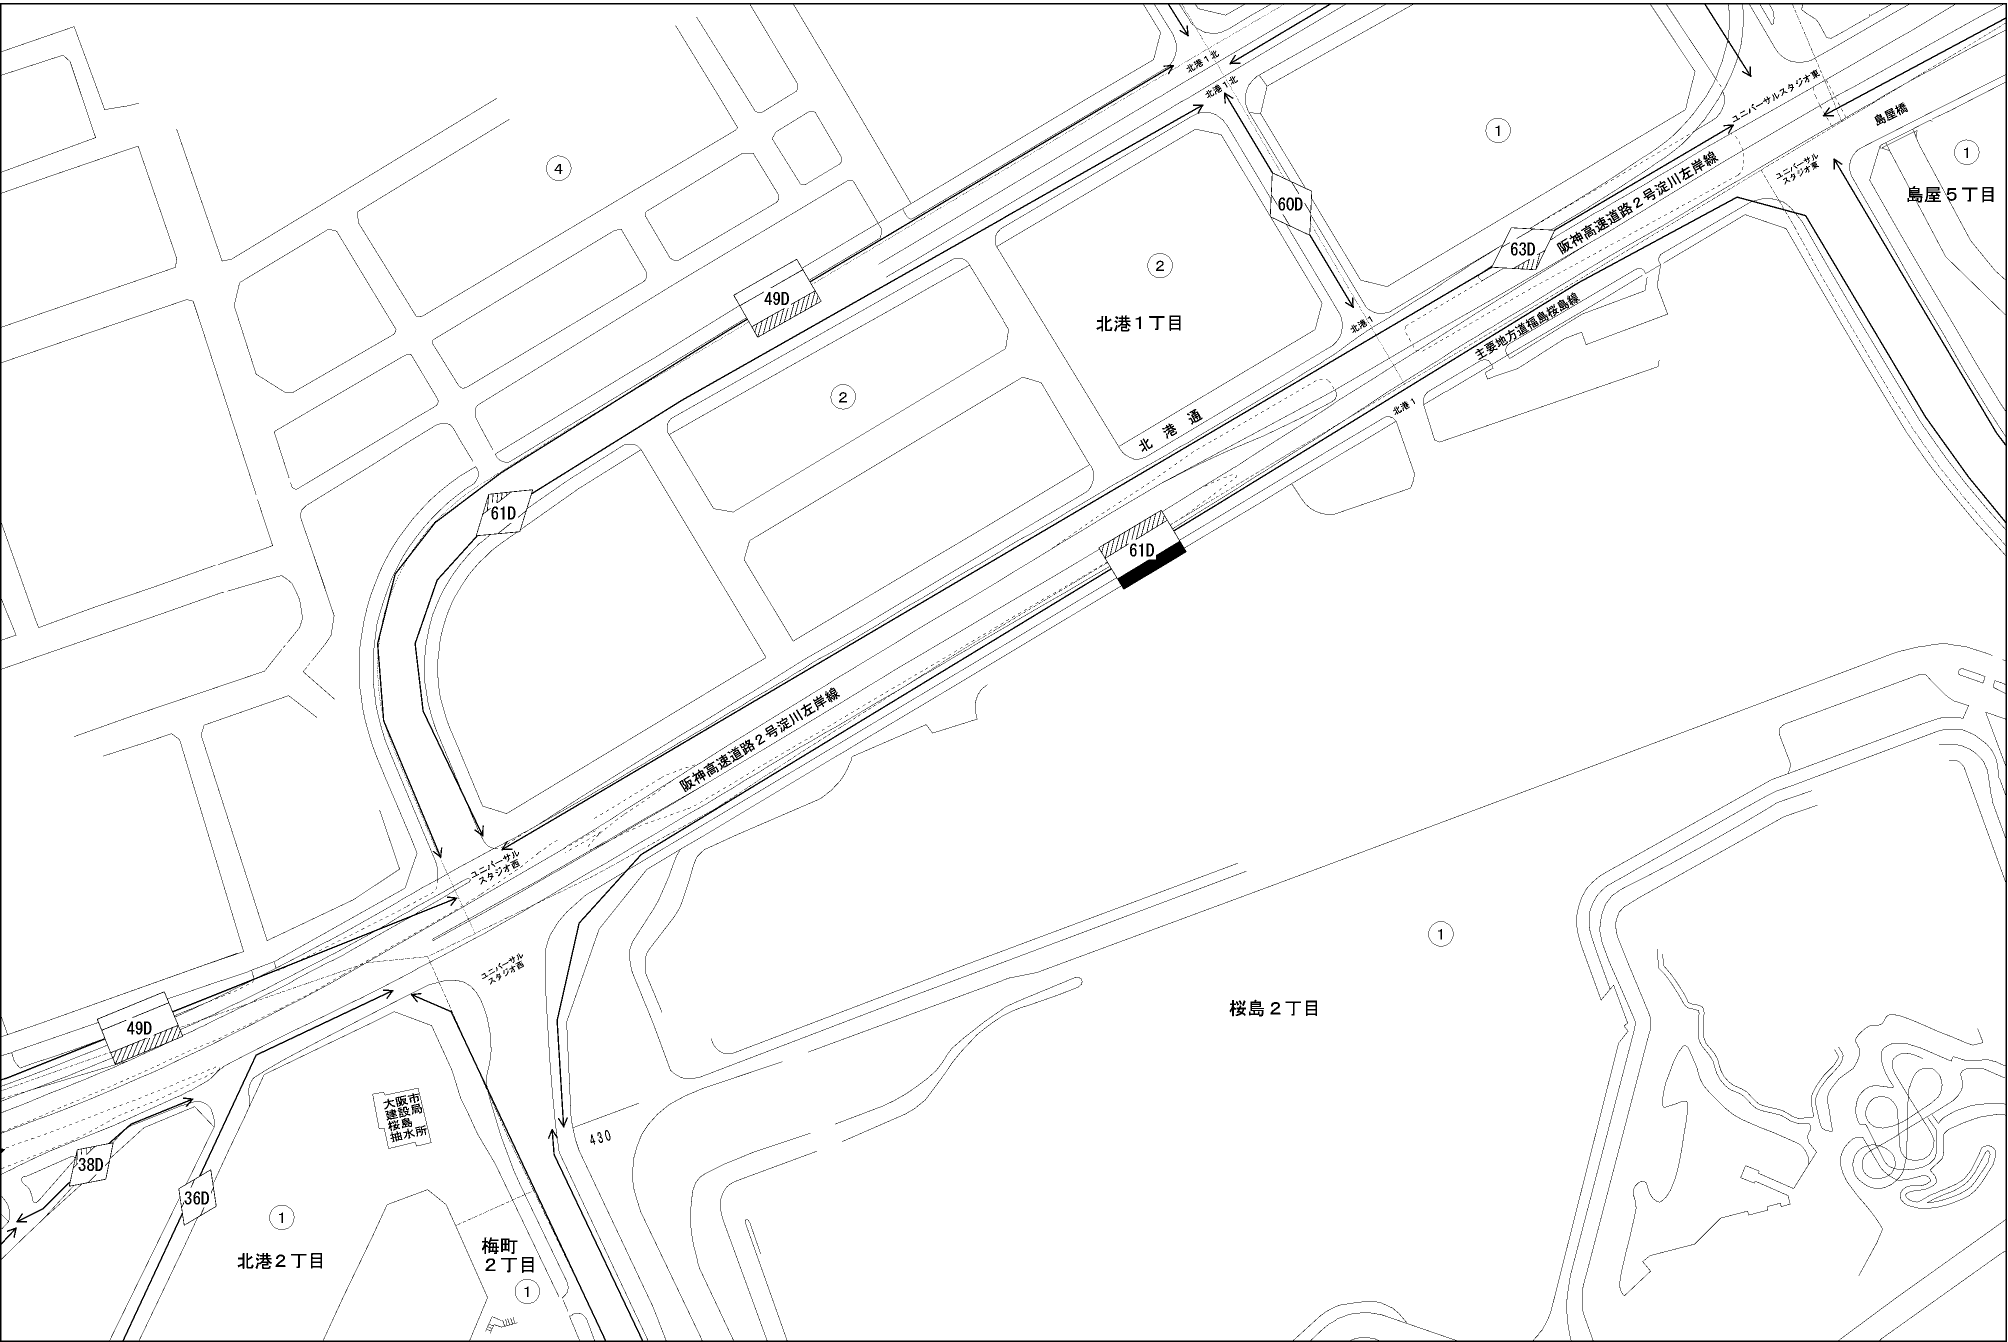 北港１北
北港１北
ユニバーサルスタジオ東
島屋橋
1
4
1
島屋５丁目
ユニバーサル
スタジオ東
阪神高速道路２号淀川左岸線
60D
63D
2
49D
北港１丁目
北港１
主要地方道福島桜島線
2
北港１
北港通
61D
61D
阪神高速道路２号淀川左岸線
ユニバーサル
スタジオ西
1
ユニバーサル
スタジオ西
桜島２丁目
49D
大阪市
建設局
桜島
抽水所
430
38D
36D
1
北港２丁目
梅町
２丁目
1